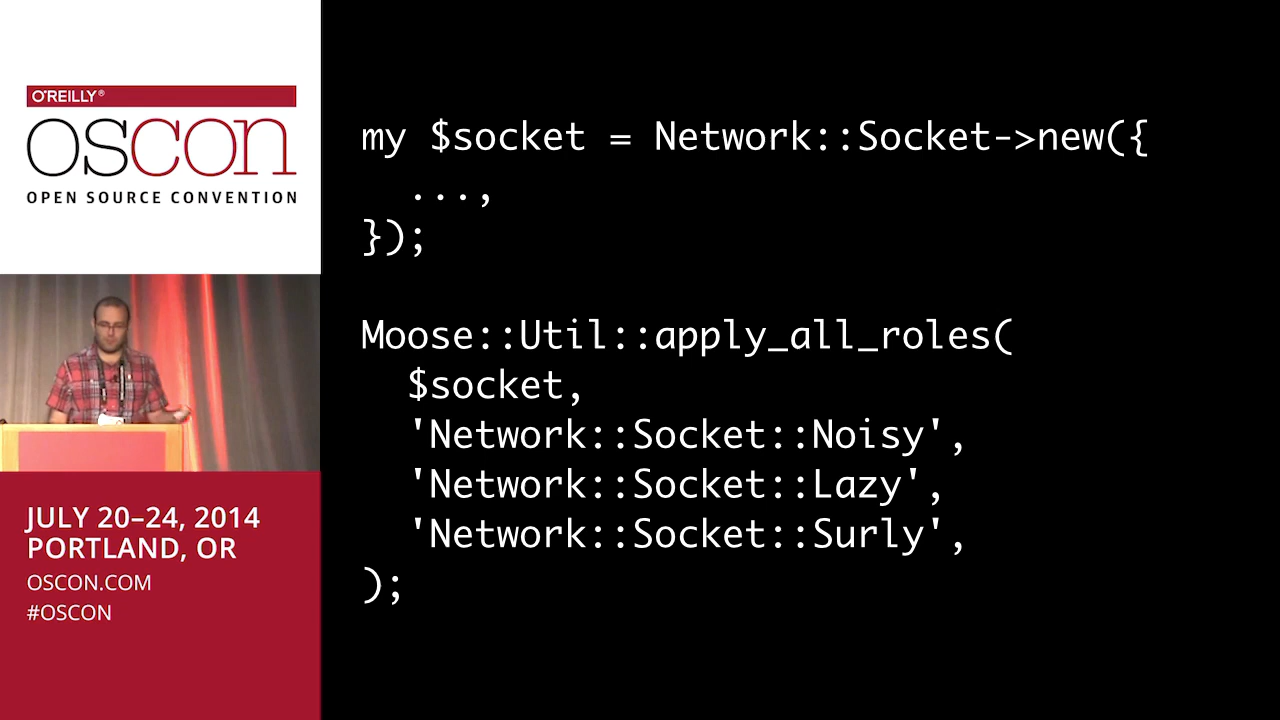 O'REILLY®
OSCON
OPEN SOURCE CONVENTION
JULY 20–24, 2014
PORTLAND, OR
OSCON.COM
#OSCON
my $socket = Network::Socket->new({
  ...,
});
Moose::Util::apply_all_roles(
  $socket,
  'Network::Socket::Noisy',
  'Network::Socket::Lazy',
  'Network::Socket::Surly',
);